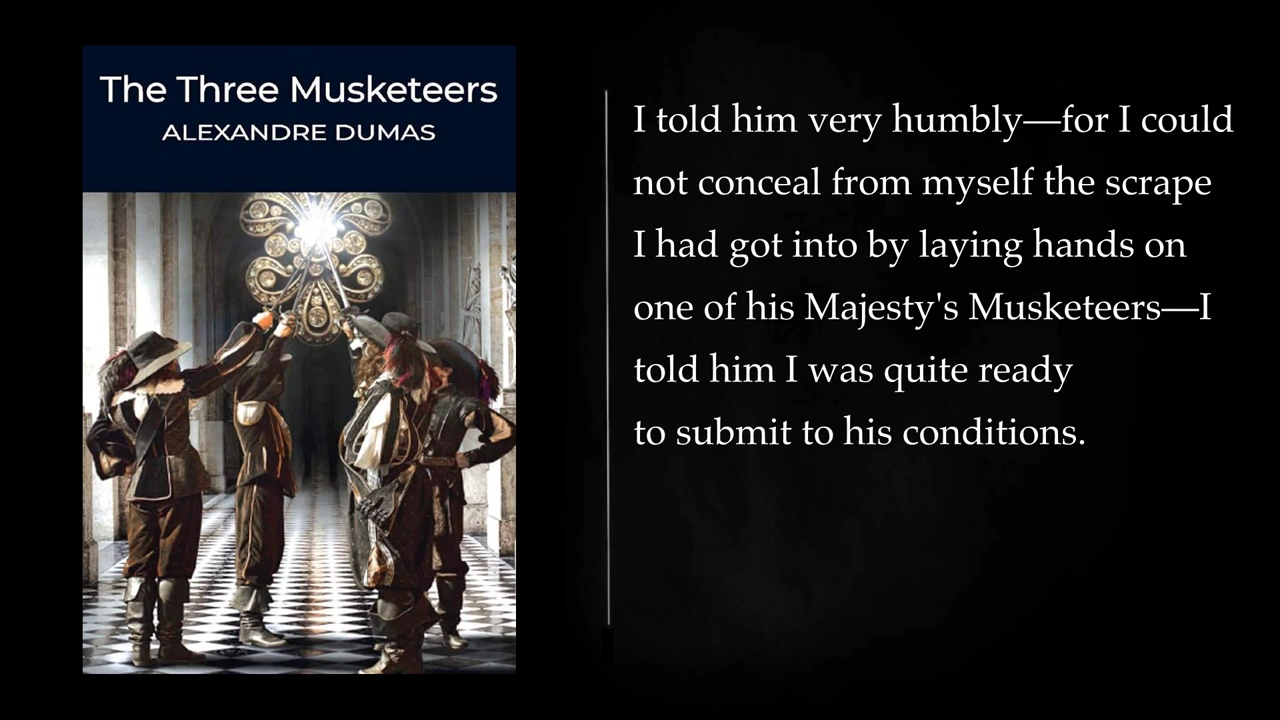 The Three Musketeers
ALEXANDRE DUMAS
I told him very humbly—for I could
not conceal from myself the scrape
I had got into by laying hands on
one of his Majesty's Musketeers—I
told him I was quite ready
to submit to his conditions.